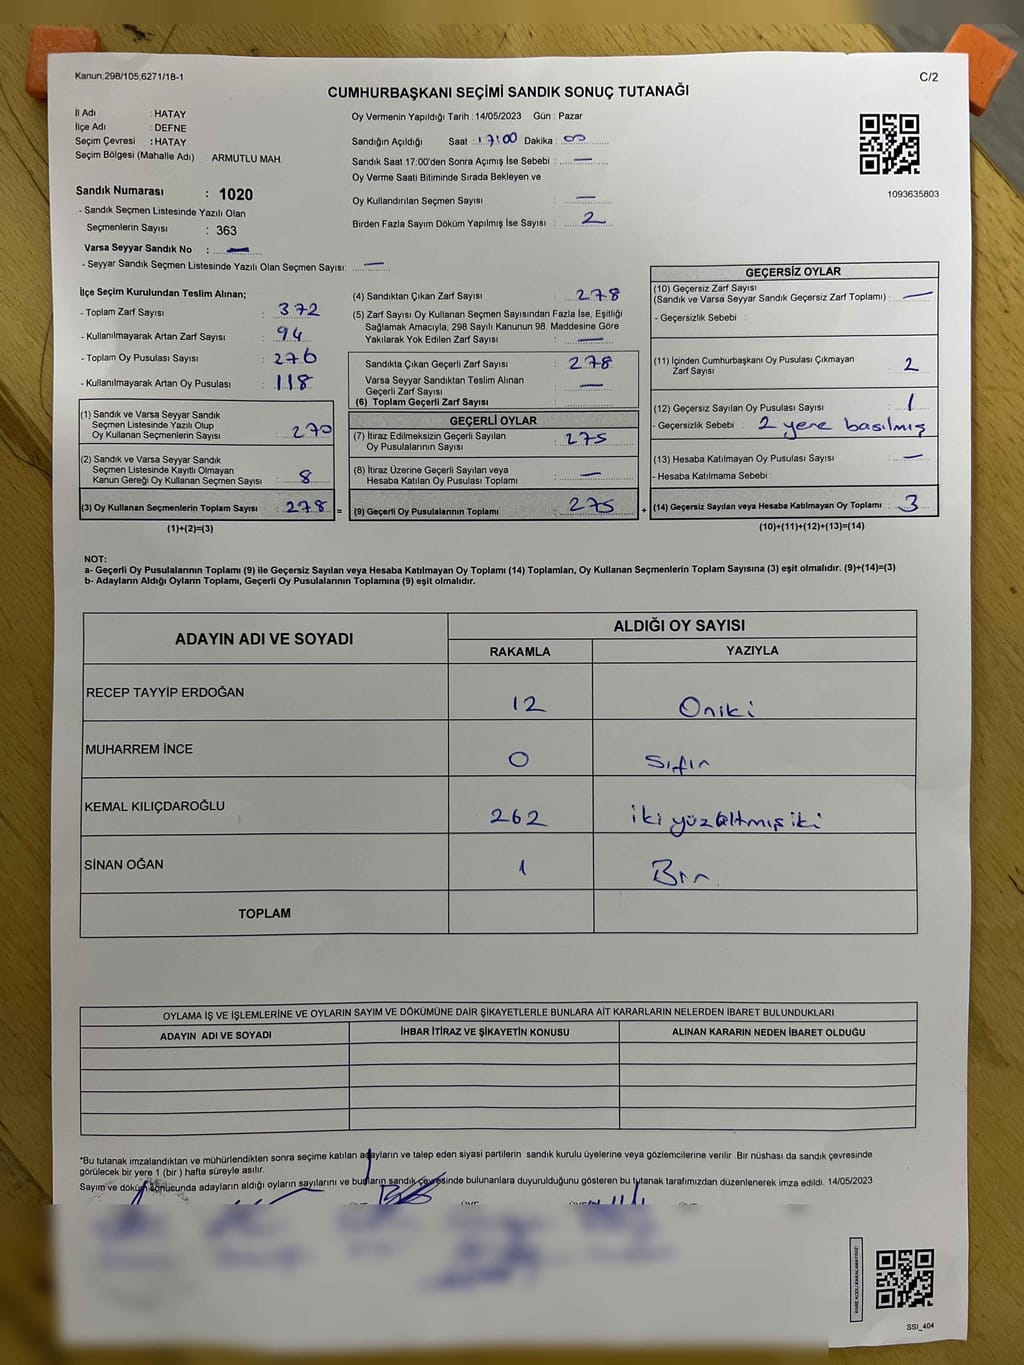 Kanun;298/105;6271/18-1
C/2
CUMHURBAŞKANI SEÇİMİ SANDIK SONUÇ TUTANAĞI
İl Adı : HATAY
İlçe Adı : DEFNE
Seçim Çevresi : HATAY
Seçim Bölgesi (Mahalle Adı) : ARMUTLU MAH.
Sandık Numarası : 1020
- Sandık Seçmen Listesinde Yazılı Olan
Seçmenlerin Sayısı : 363
Varsa Seyyar Sandık No : —
- Seyyar Sandık Seçmen Listesinde Yazılı Olan Seçmen Sayısı: —
Oy Vermenin Yapıldığı Tarih : 14/05/2023 Gün : Pazar
Sandığın Açıldığı Saat : 17:00 Dakika : 00
Sandık Saat 17:00'den Sonra Açımış İse Sebebi : —
Oy Verme Saati Bitiminde Sırada Bekleyen ve
Oy Kullandırılan Seçmen Sayısı : —
Birden Fazla Sayım Döküm Yapılmış İse Sayısı : 2
1093635803
İlçe Seçim Kurulundan Teslim Alınan;
- Toplam Zarf Sayısı : 372
- Kullanılmayarak Artan Zarf Sayısı : 94
- Toplam Oy Pusulası Sayısı : 276
- Kullanılmayarak Artan Oy Pusulası : 118
(1) Sandık ve Varsa Seyyar Sandık
Seçmen Listesinde Yazılı Olup
Oy Kullanan Seçmenlerin Sayısı : 270
(2) Sandık ve Varsa Seyyar Sandık
Seçmen Listesinde Kayıtlı Olmayan
Kanun Gereği Oy Kullanan Seçmen Sayısı : 8
(3) Oy Kullanan Seçmenlerin Toplam Sayısı : 278 =
(1)+(2)=(3)
(4) Sandıktan Çıkan Zarf Sayısı : 278
(5) Zarf Sayısı Oy Kullanan Seçmen Sayısından Fazla İse, Eşitliği
Sağlamak Amacıyla; 298 Sayılı Kanunun 98. Maddesine Göre
Yakılarak Yok Edilen Zarf Sayısı : —
Sandıkta Çıkan Geçerli Zarf Sayısı : 278
Varsa Seyyar Sandıktan Teslim Alınan
Geçerli Zarf Sayısı : —
(6) Toplam Geçerli Zarf Sayısı
GEÇERLİ OYLAR
(7) İtiraz Edilmeksizin Geçerli Sayılan
Oy Pusulalarının Sayısı : 275
(8) İtiraz Üzerine Geçerli Sayılan veya
Hesaba Katılan Oy Pusulası Toplamı : —
(9) Geçerli Oy Pusulalarının Toplamı : 275 +
GEÇERSİZ OYLAR
(10) Geçersiz Zarf Sayısı
(Sandık ve Varsa Seyyar Sandık Geçersiz Zarf Toplamı) : —
- Geçersizlik Sebebi :
(11) İçinden Cumhurbaşkanı Oy Pusulası Çıkmayan
Zarf Sayısı : 2
(12) Geçersiz Sayılan Oy Pusulası Sayısı : 1
- Geçersizlik Sebebi : 2 yere basılmış
(13) Hesaba Katılmayan Oy Pusulası Sayısı : —
- Hesaba Katılmama Sebebi :
(14) Geçersiz Sayılan veya Hesaba Katılmayan Oy Toplamı : 3
(10)+(11)+(12)+(13)=(14)
NOT:
a- Geçerli Oy Pusulalarının Toplamı (9) ile Geçersiz Sayılan veya Hesaba Katılmayan Oy Toplamı (14) Toplamları, Oy Kullanan Seçmenlerin Toplam Sayısına (3) eşit olmalıdır. (9)+(14)=(3)
b- Adayların Aldığı Oyların Toplamı, Geçerli Oy Pusulalarının Toplamına (9) eşit olmalıdır.
ADAYIN ADI VE SOYADI
ALDIĞI OY SAYISI
RAKAMLA YAZIYLA
RECEP TAYYİP ERDOĞAN 12 Oniki
MUHARREM İNCE 0 Sıfır
KEMAL KILIÇDAROĞLU 262 iki yüzaltmışiki
SİNAN OĞAN 1 Bir.
TOPLAM
OYLAMA İŞ VE İŞLEMLERİNE VE OYLARIN SAYIM VE DÖKÜMÜNE DAİR ŞİKAYETLERLE BUNLARA AİT KARARLARIN NELERDEN İBARET BULUNDUKLARI
ADAYIN ADI VE SOYADI İHBAR İTİRAZ VE ŞİKAYETİN KONUSU ALINAN KARARIN NEDEN İBARET OLDUĞU
*Bu tutanak imzalandıktan ve mühürlendikten sonra seçime katılan adayların ve talep eden siyasi partilerin sandık kurulu üyelerine veya gözlemcilerine verilir. Bir nüshası da sandık çevresinde
görülecek bir yere 1 (bir) hafta süreyle asılır.
Sayım ve döküm sonucunda adayların aldığı oyların sayılarını ve bunların sandık çevresinde bulunanlara duyurulduğunu gösteren bu tutanak tarafımızdan düzenlenerek imza edildi. 14/05/2023
SSI_404